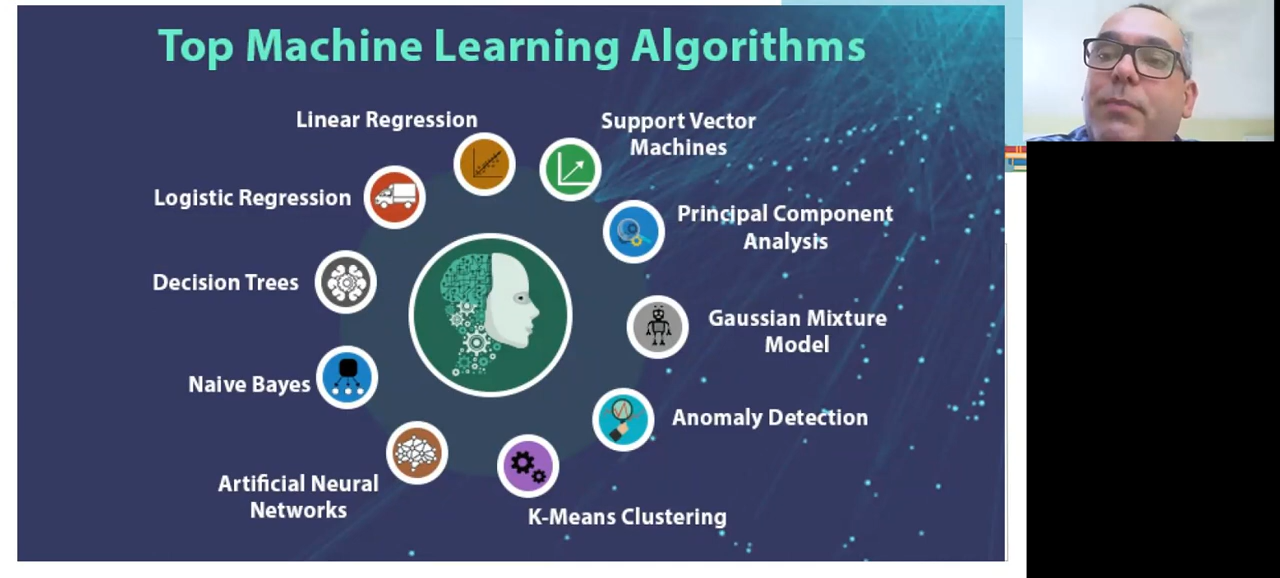 Top Machine Learning Algorithms
Linear Regression
Support Vector
Machines
Logistic Regression
Principal Component
Analysis
Decision Trees
Gaussian Mixture
Model
Naive Bayes
Anomaly Detection
Artificial Neural
Networks
K-Means Clustering